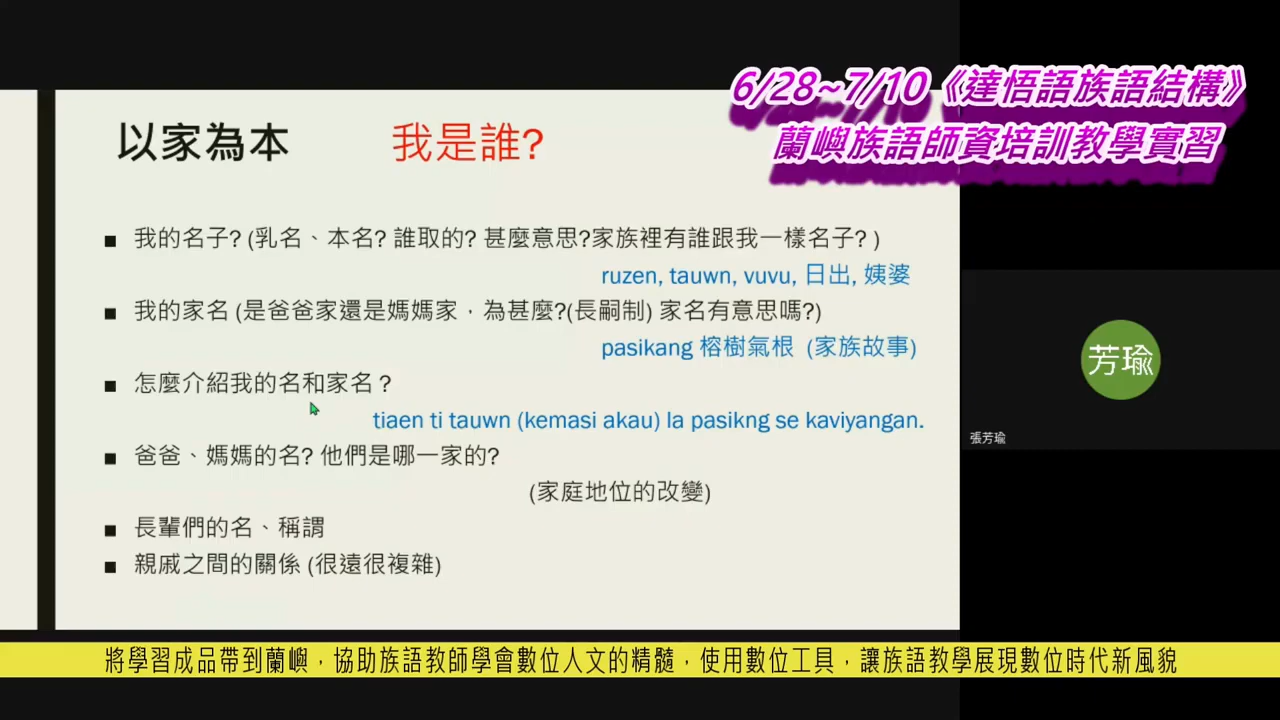 6/28~7/10《達悟語族語結構》
蘭嶼族語師資培訓教學實習
以家為本 我是誰?
■ 我的名子? (乳名、本名? 誰取的? 甚麼意思?家族裡有誰跟我一樣名子? )
ruzen, tauwn, vuvu, 日出, 姨婆
■ 我的家名 (是爸爸家還是媽媽家，為甚麼?(長嗣制) 家名有意思嗎?)
pasikang 榕樹氣根 (家族故事)
■ 怎麼介紹我的名和家名？
tiaen ti tauwn (kemasi akau) la pasikng se kaviyangan.
■ 爸爸、媽媽的名? 他們是哪一家的?
(家庭地位的改變)
■ 長輩們的名、稱謂
■ 親戚之間的關係 (很遠很複雜)
芳瑜
張芳瑜
將學習成品帶到蘭嶼，協助族語教師學會數位人文的精髓，使用數位工具，讓族語教學展現數位時代新風貌